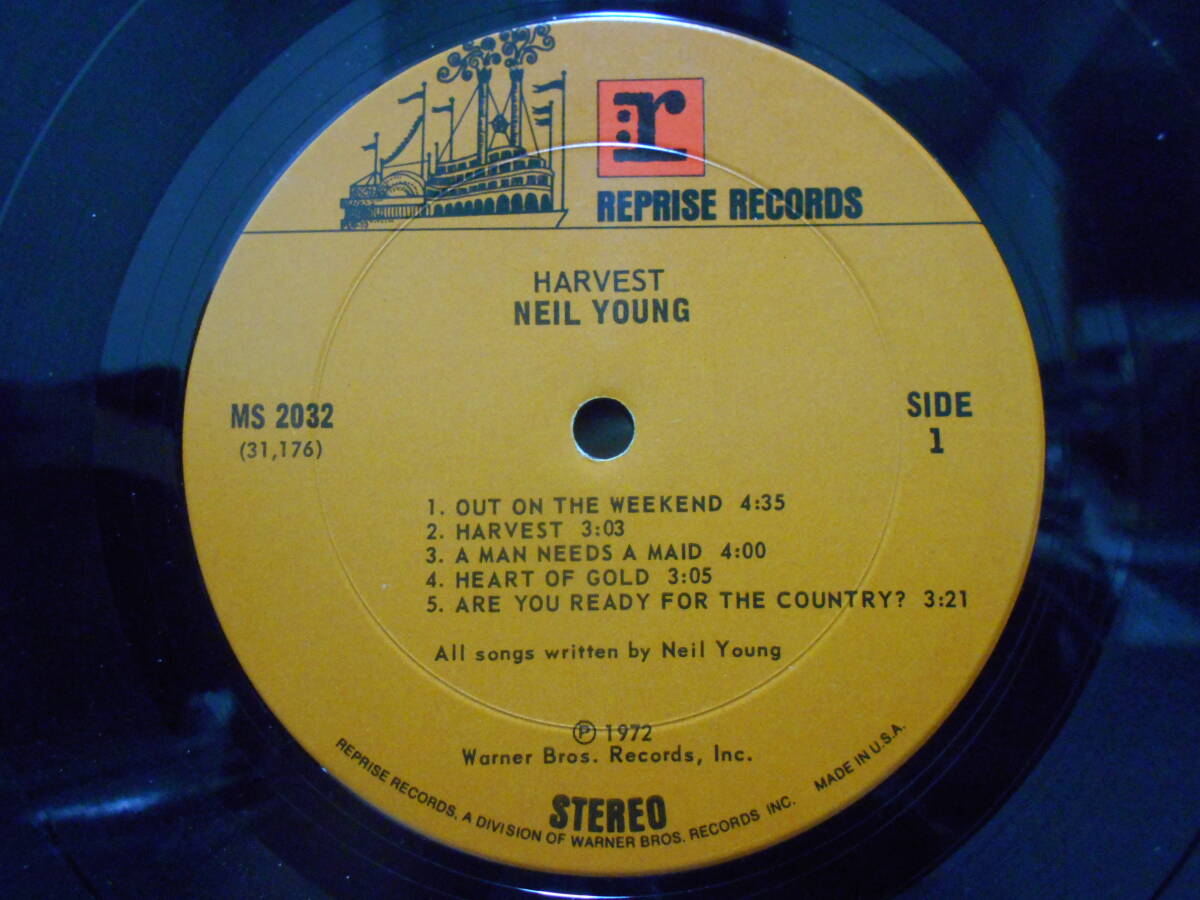 r
REPRISE RECORDS
HARVEST
NEIL YOUNG
MS 2032
(31,176)
SIDE
1
1. OUT ON THE WEEKEND 4:35
2. HARVEST 3:03
3. A MAN NEEDS A MAID 4:00
4. HEART OF GOLD 3:05
5. ARE YOU READY FOR THE COUNTRY? 3:21
All songs written by Neil Young
℗ 1972
Warner Bros. Records, Inc.
STEREO
REPRISE RECORDS, A DIVISION OF WARNER BROS. RECORDS INC. MADE IN U.S.A.